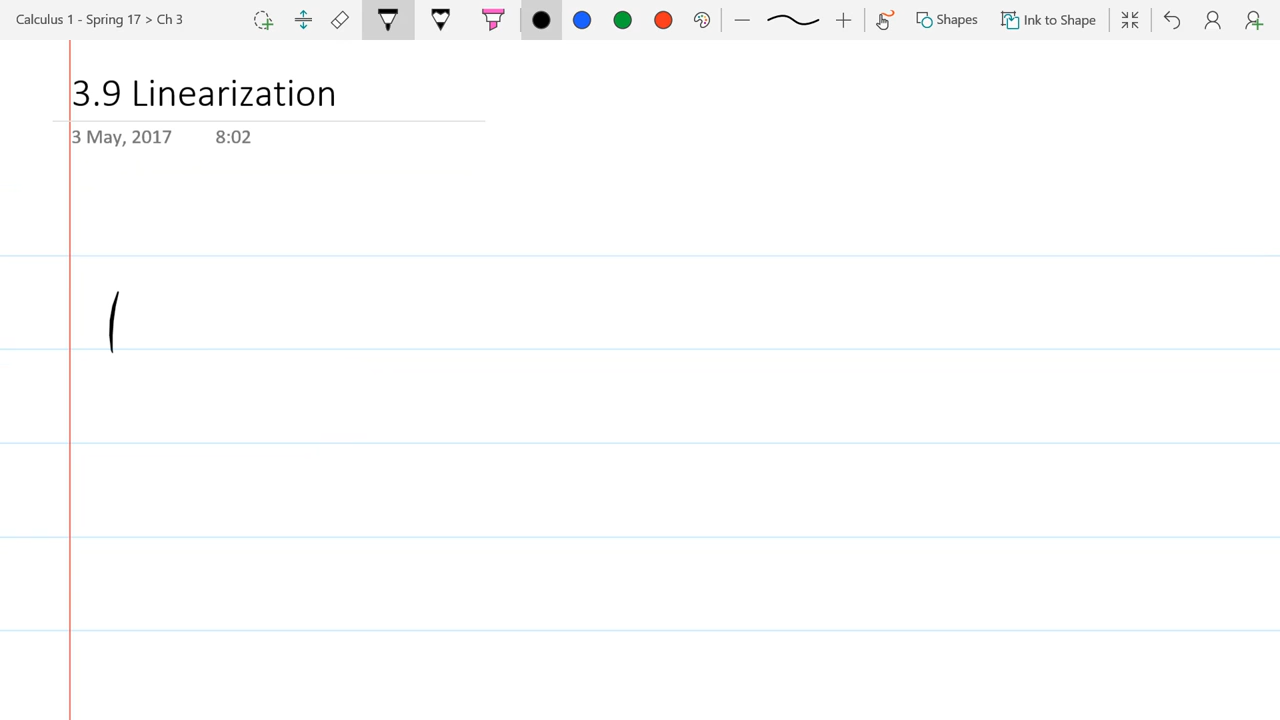 Calculus 1 - Spring 17 > Ch 3
Shapes
Ink to Shape
3.9 Linearization
3 May, 2017 8:02
(